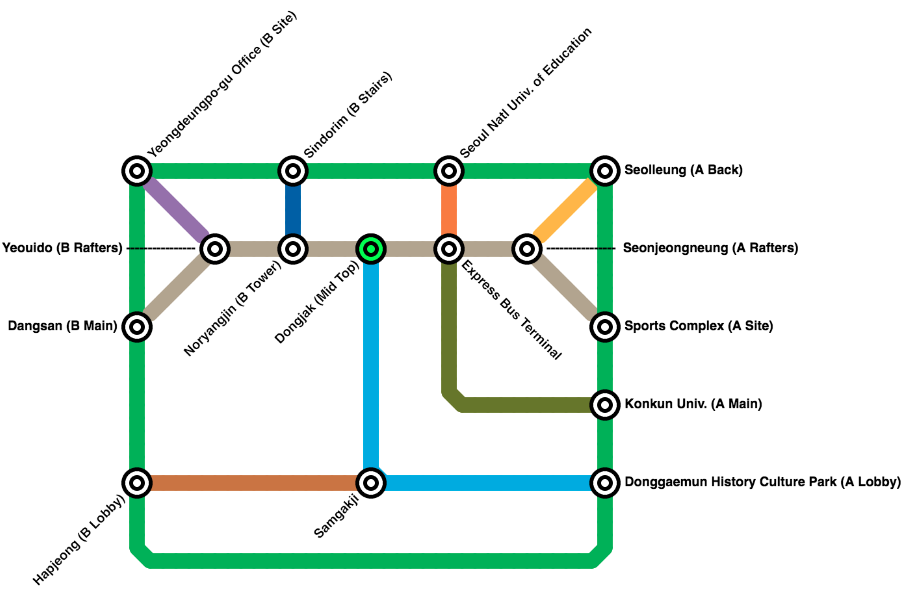 Yeongdeungpo-gu Office (B Site)
Sindorim (B Stairs)
Seoul Natl Univ. of Education
Seolleung (A Back)
Yeouido (B Rafters)
Seonjeongneung (A Rafters)
Noryangjin (B Tower)
Dongjak (Mid Top)
Express Bus Terminal
Dangsan (B Main)
Sports Complex (A Site)
Konkun Univ. (A Main)
Hapjeong (B Lobby)
Samgakji
Donggaemun History Culture Park (A Lobby)